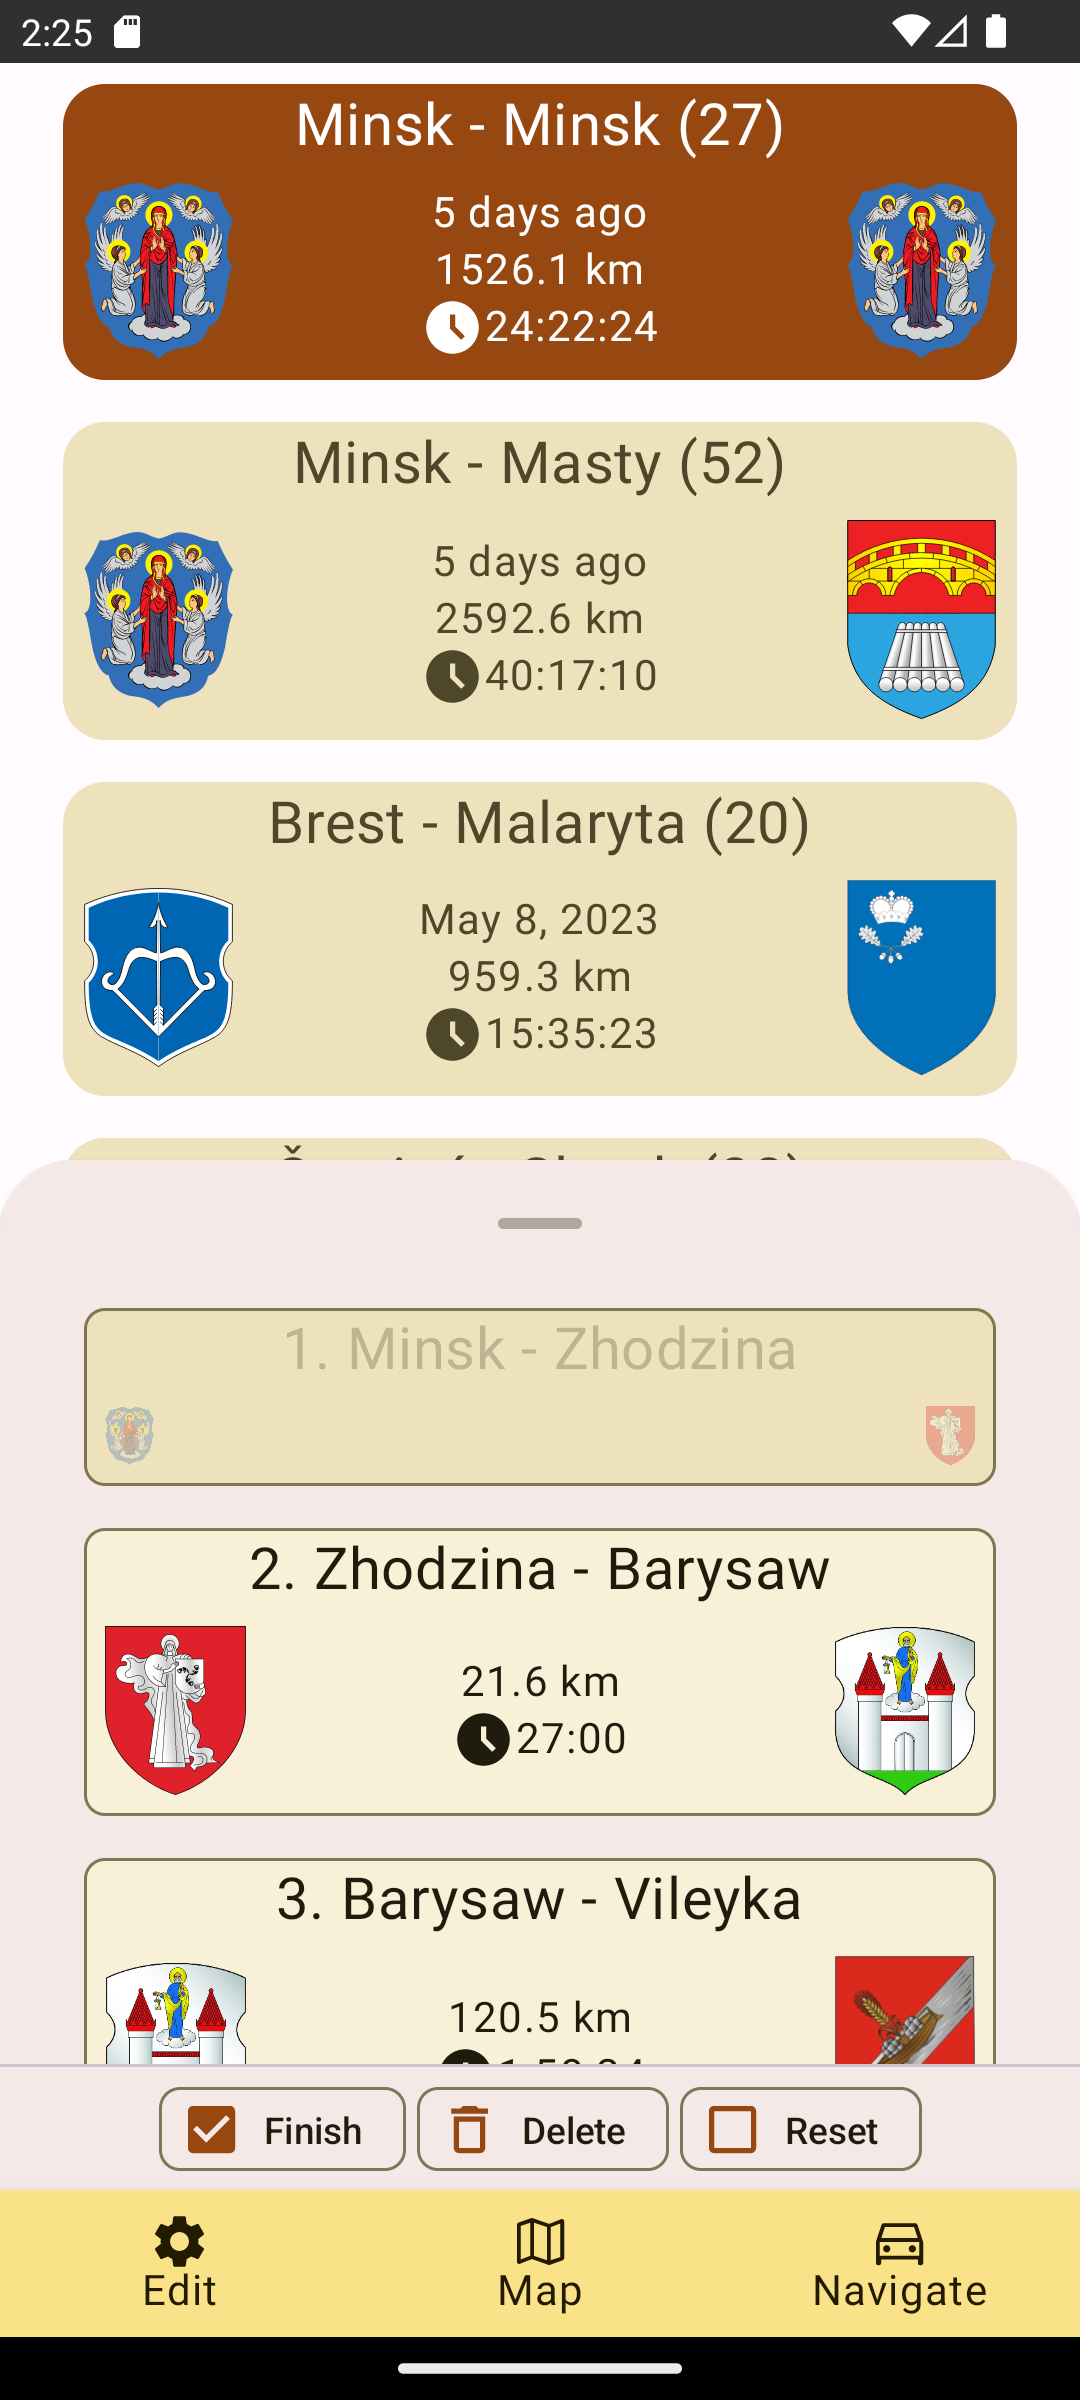 2:25
Minsk - Minsk (27)
5 days ago
1526.1 km
24:22:24
Minsk - Masty (52)
5 days ago
2592.6 km
40:17:10
Brest - Malaryta (20)
May 8, 2023
959.3 km
15:35:23
1. Minsk - Zhodzina
2. Zhodzina - Barysaw
21.6 km
27:00
3. Barysaw - Vileyka
120.5 km
Finish
Delete
Reset
Edit
Map
Navigate